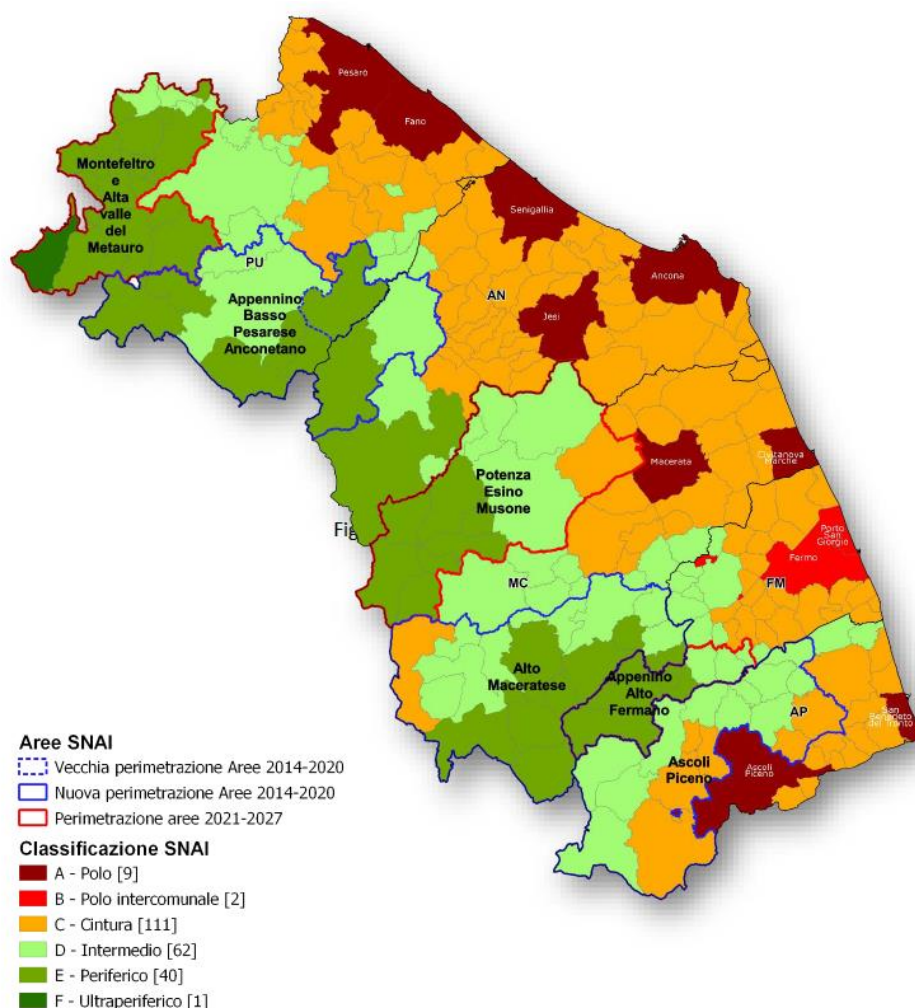 Pesaro
Fano
Montefeltro
e
Alta
valle
del
Metauro
Senigallia
PU
Ancona
AN
Appennino
Basso
Pesarese
Anconetano
Jesi
Macerata
Civitanova
Marche
Potenza
Esino
Musone
Fig
Porto
San
Giorgio
Fermo
MC
FM
Alto
Maceratese
Appenino
Alto
Fermano
AP
San
Benedetto
del Tronto
Ascoli
Piceno
Ascoli
Piceno
Aree SNAI
Vecchia perimetrazione Aree 2014-2020
Nuova perimetrazione Aree 2014-2020
Perimetrazione aree 2021-2027
Classificazione SNAI
A - Polo [9]
B - Polo intercomunale [2]
C - Cintura [111]
D - Intermedio [62]
E - Periferico [40]
F - Ultraperiferico [1]